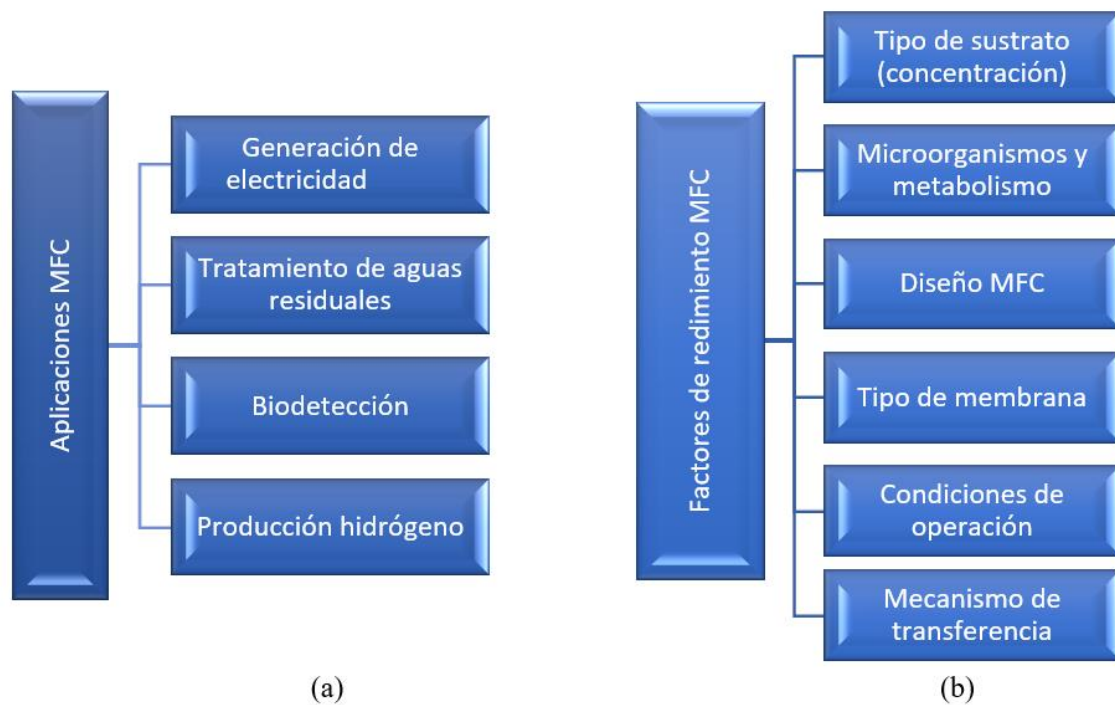 Aplicaciones MFC
Generación de
electricidad
Tratamiento de aguas
residuales
Biodetección
Producción hidrógeno
(a)
Factores de redimiento MFC
Tipo de sustrato
(concentración)
Microorganismos y
metabolismo
Diseño MFC
Tipo de membrana
Condiciones de
operación
Mecanismo de
transferencia
(b)